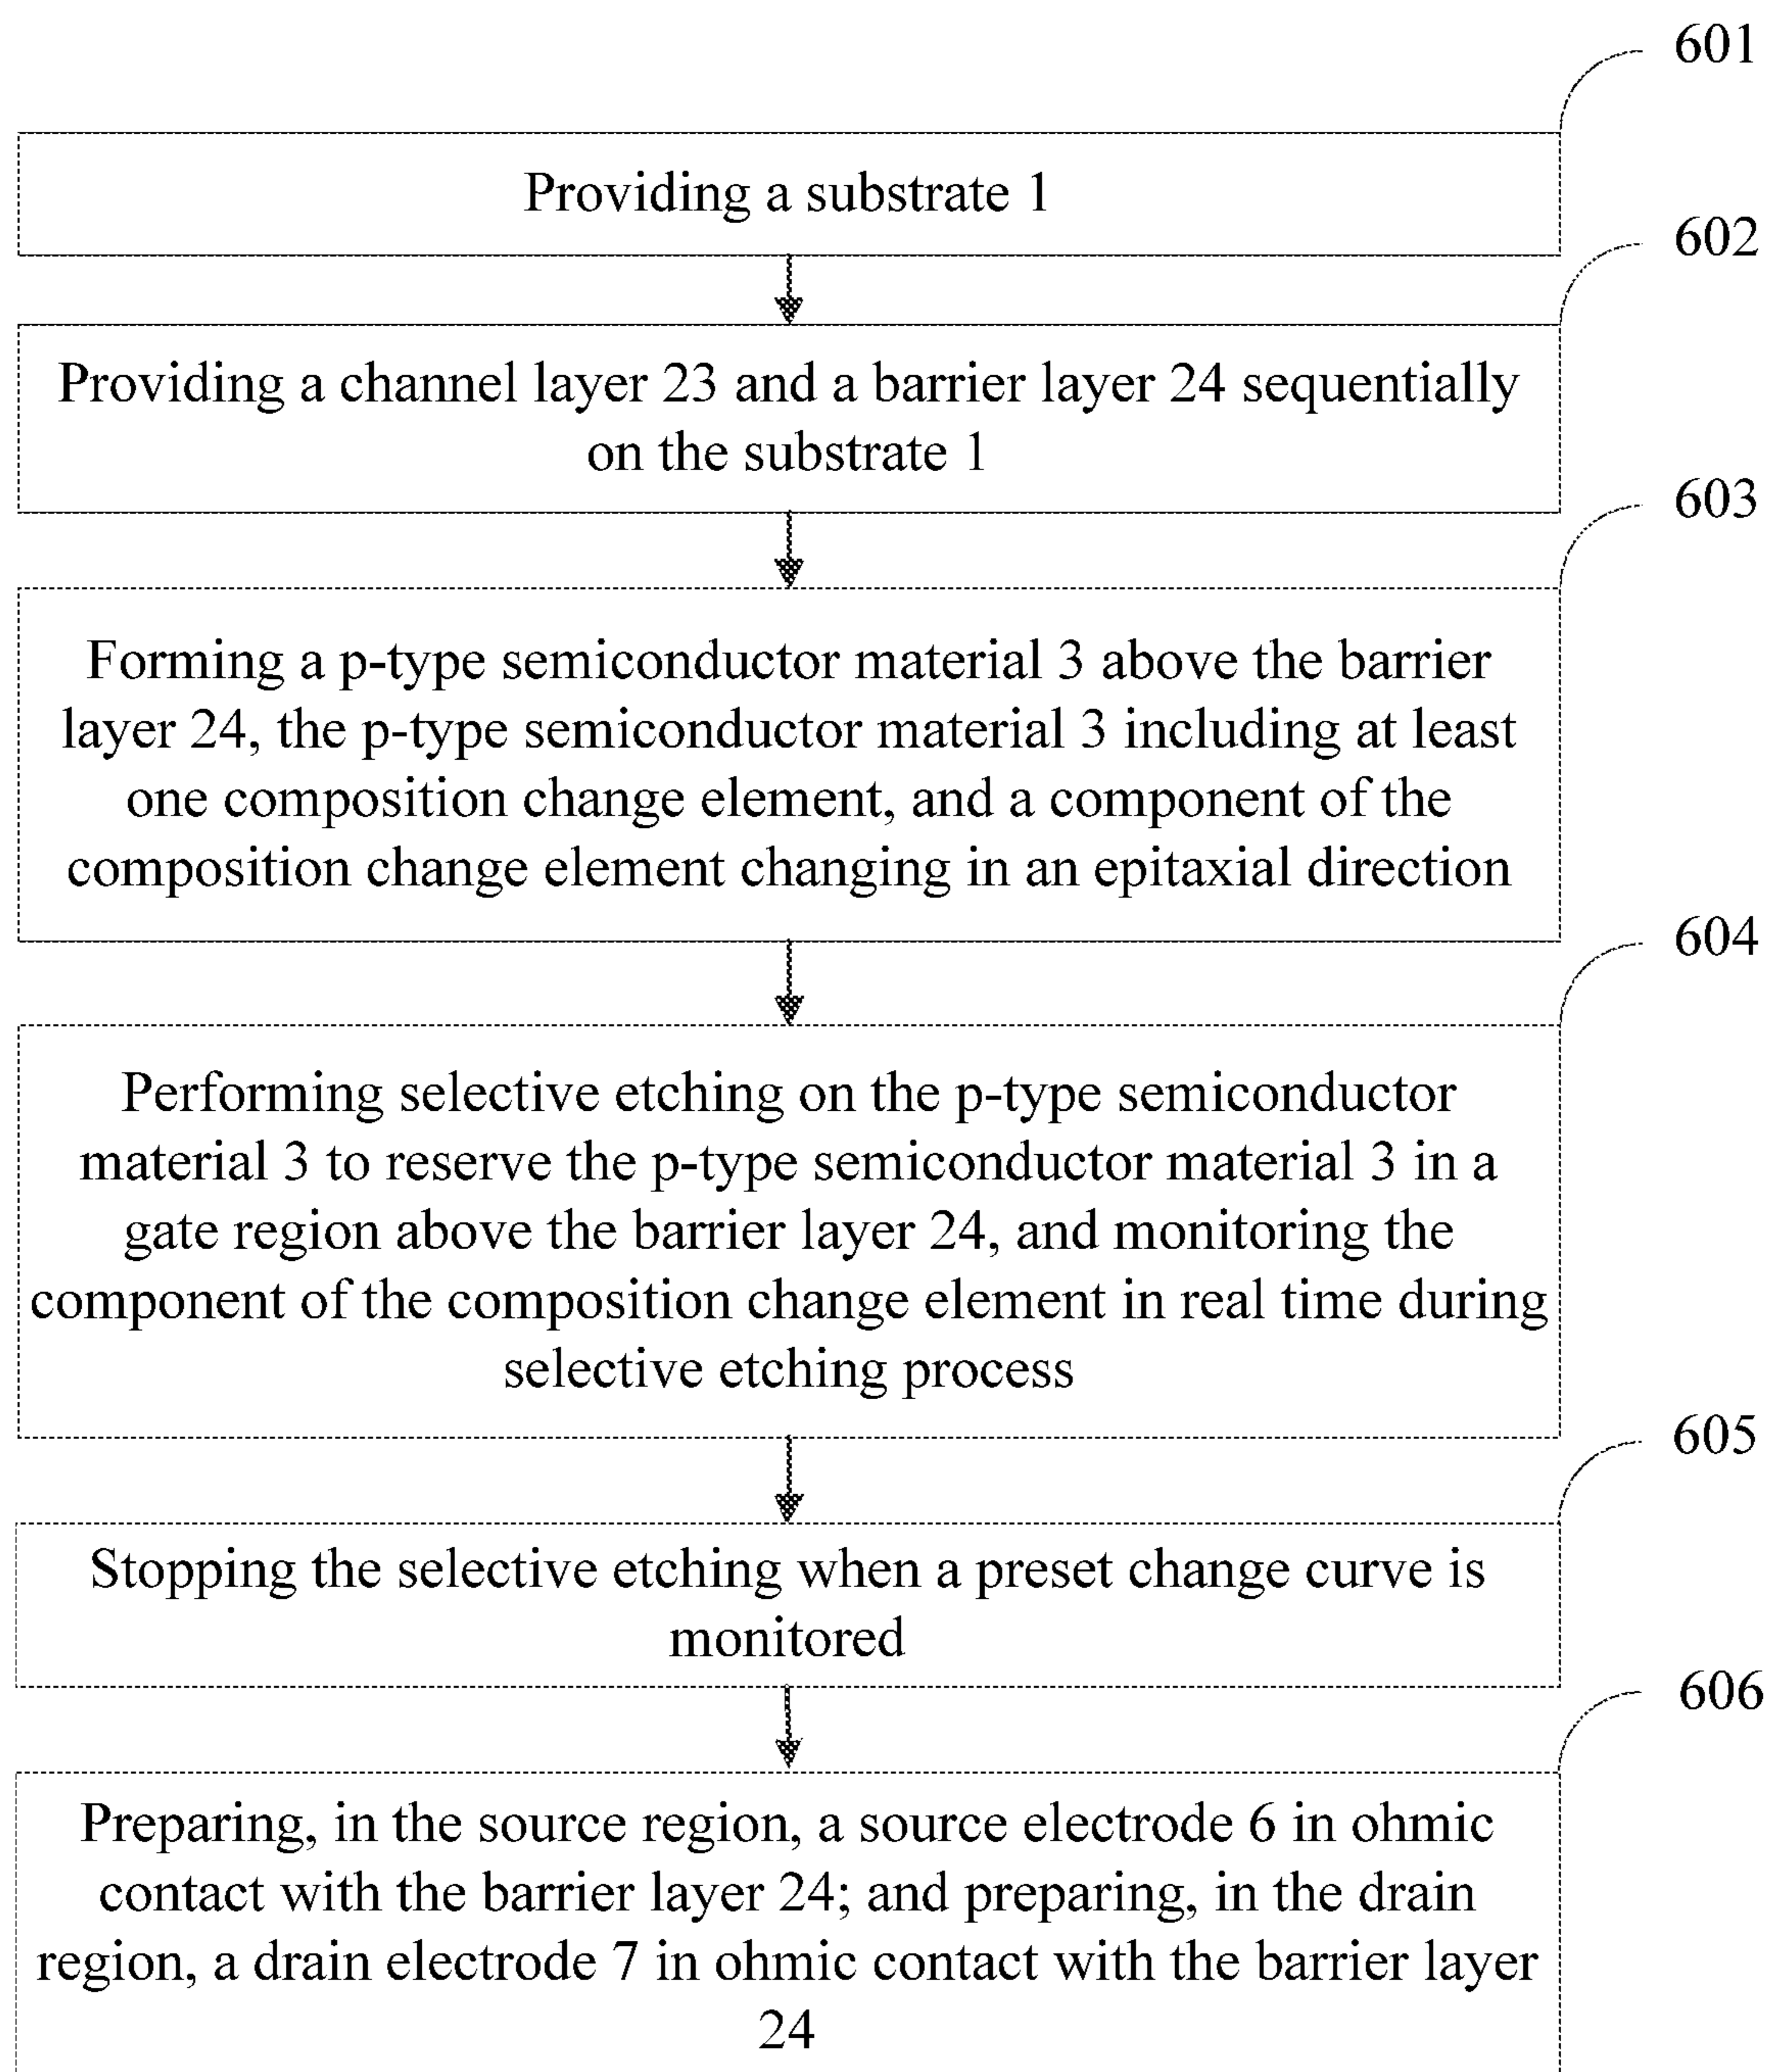 601
Providing a substrate 1
602
Providing a channel layer 23 and a barrier layer 24 sequentially
on the substrate 1
603
Forming a p-type semiconductor material 3 above the barrier
layer 24, the p-type semiconductor material 3 including at least
one composition change element, and a component of the
composition change element changing in an epitaxial direction
604
Performing selective etching on the p-type semiconductor
material 3 to reserve the p-type semiconductor material 3 in a
gate region above the barrier layer 24, and monitoring the
component of the composition change element in real time during
selective etching process
605
Stopping the selective etching when a preset change curve is
monitored
606
Preparing, in the source region, a source electrode 6 in ohmic
contact with the barrier layer 24; and preparing, in the drain
region, a drain electrode 7 in ohmic contact with the barrier layer
24